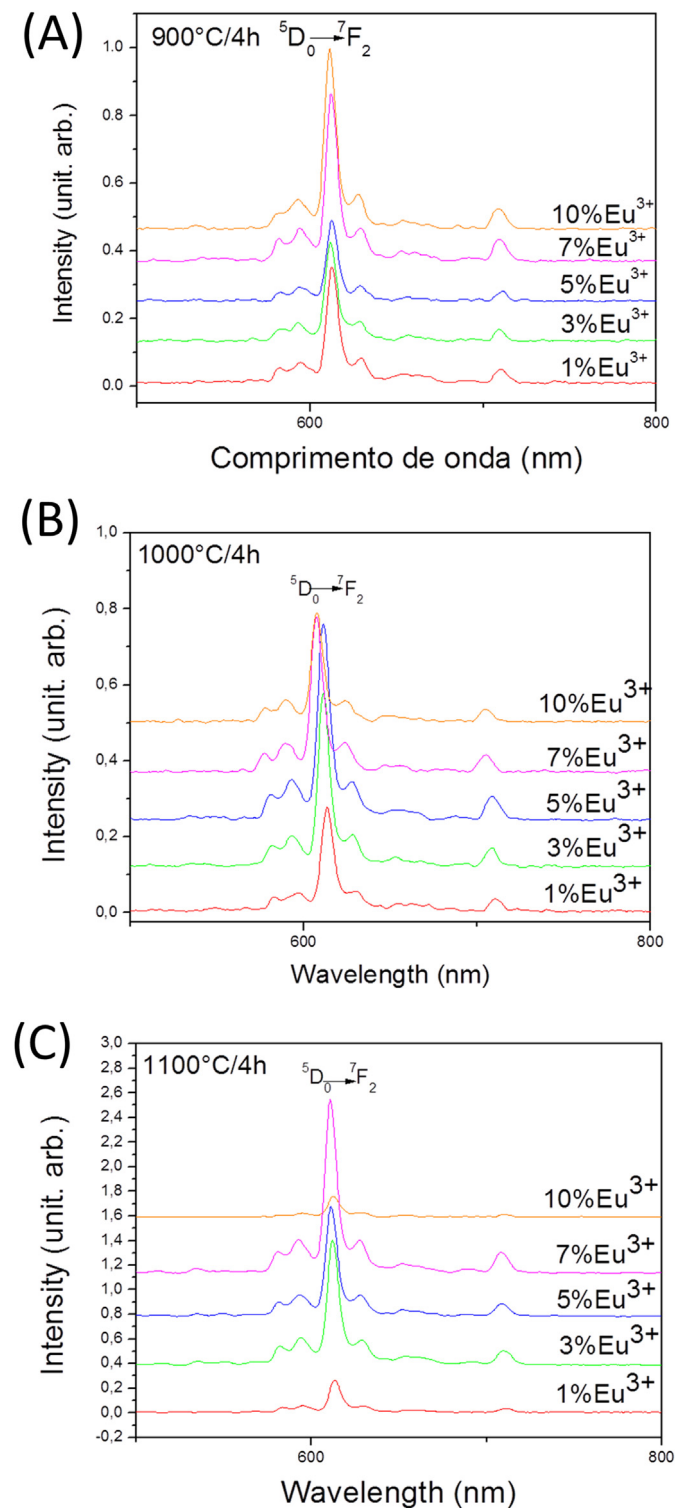 (A)
900°C/4h ⁵D₀→⁷F₂
1.0
0.8
0.6
0.4
0.2
0.0
Intensity (unit. arb.)
10%Eu³⁺
7%Eu³⁺
5%Eu³⁺
3%Eu³⁺
1%Eu³⁺
600 800
Comprimento de onda (nm)
(B)
1000°C/4h
⁵D₀→⁷F₂
1,0
0,8
0,6
0,4
0,2
0,0
Intensity (unit. arb.)
10%Eu³⁺
7%Eu³⁺
5%Eu³⁺
3%Eu³⁺
1%Eu³⁺
600 800
Wavelength (nm)
(C)
1100°C/4h ⁵D₀→⁷F₂
3,0
2,8
2,6
2,4
2,2
2,0
1,8
1,6
1,4
1,2
1,0
0,8
0,6
0,4
0,2
0,0
-0,2
Intensity (unit. arb.)
10%Eu³⁺
7%Eu³⁺
5%Eu³⁺
3%Eu³⁺
1%Eu³⁺
600 800
Wavelength (nm)